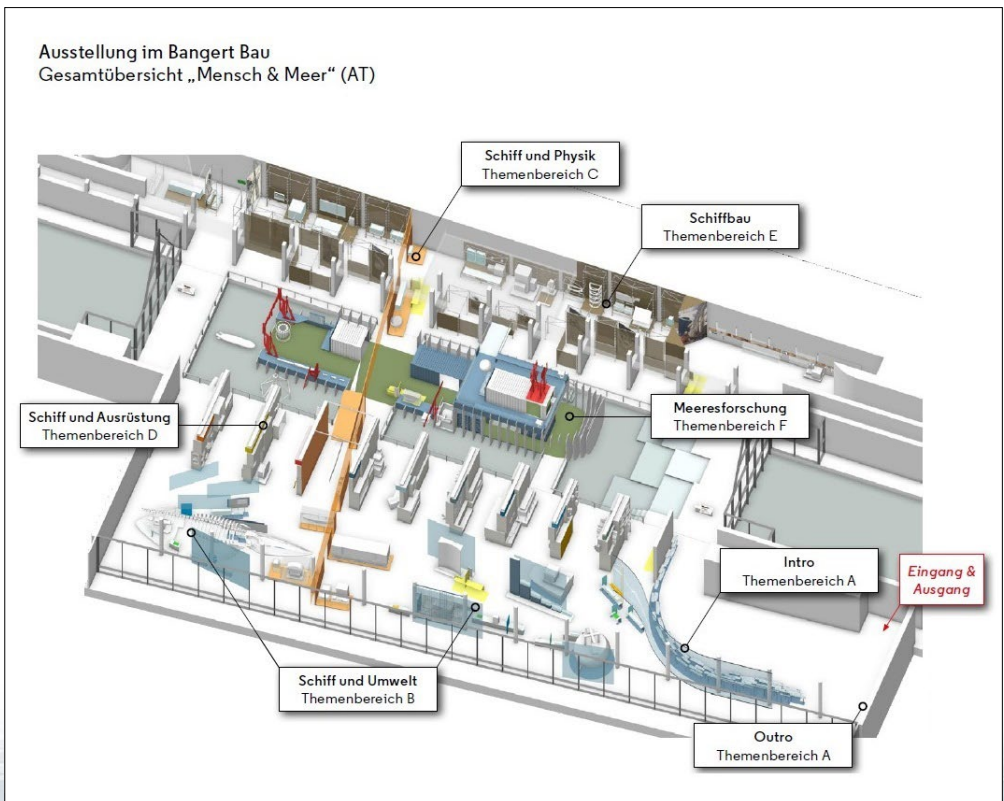 Ausstellung im Bangert Bau
Gesamtübersicht „Mensch & Meer“ (AT)
Schiff und Physik
Themenbereich C
Schiffbau
Themenbereich E
Schiff und Ausrüstung
Themenbereich D
Meeresforschung
Themenbereich F
Intro
Themenbereich A
Eingang &
Ausgang
Schiff und Umwelt
Themenbereich B
Outro
Themenbereich A